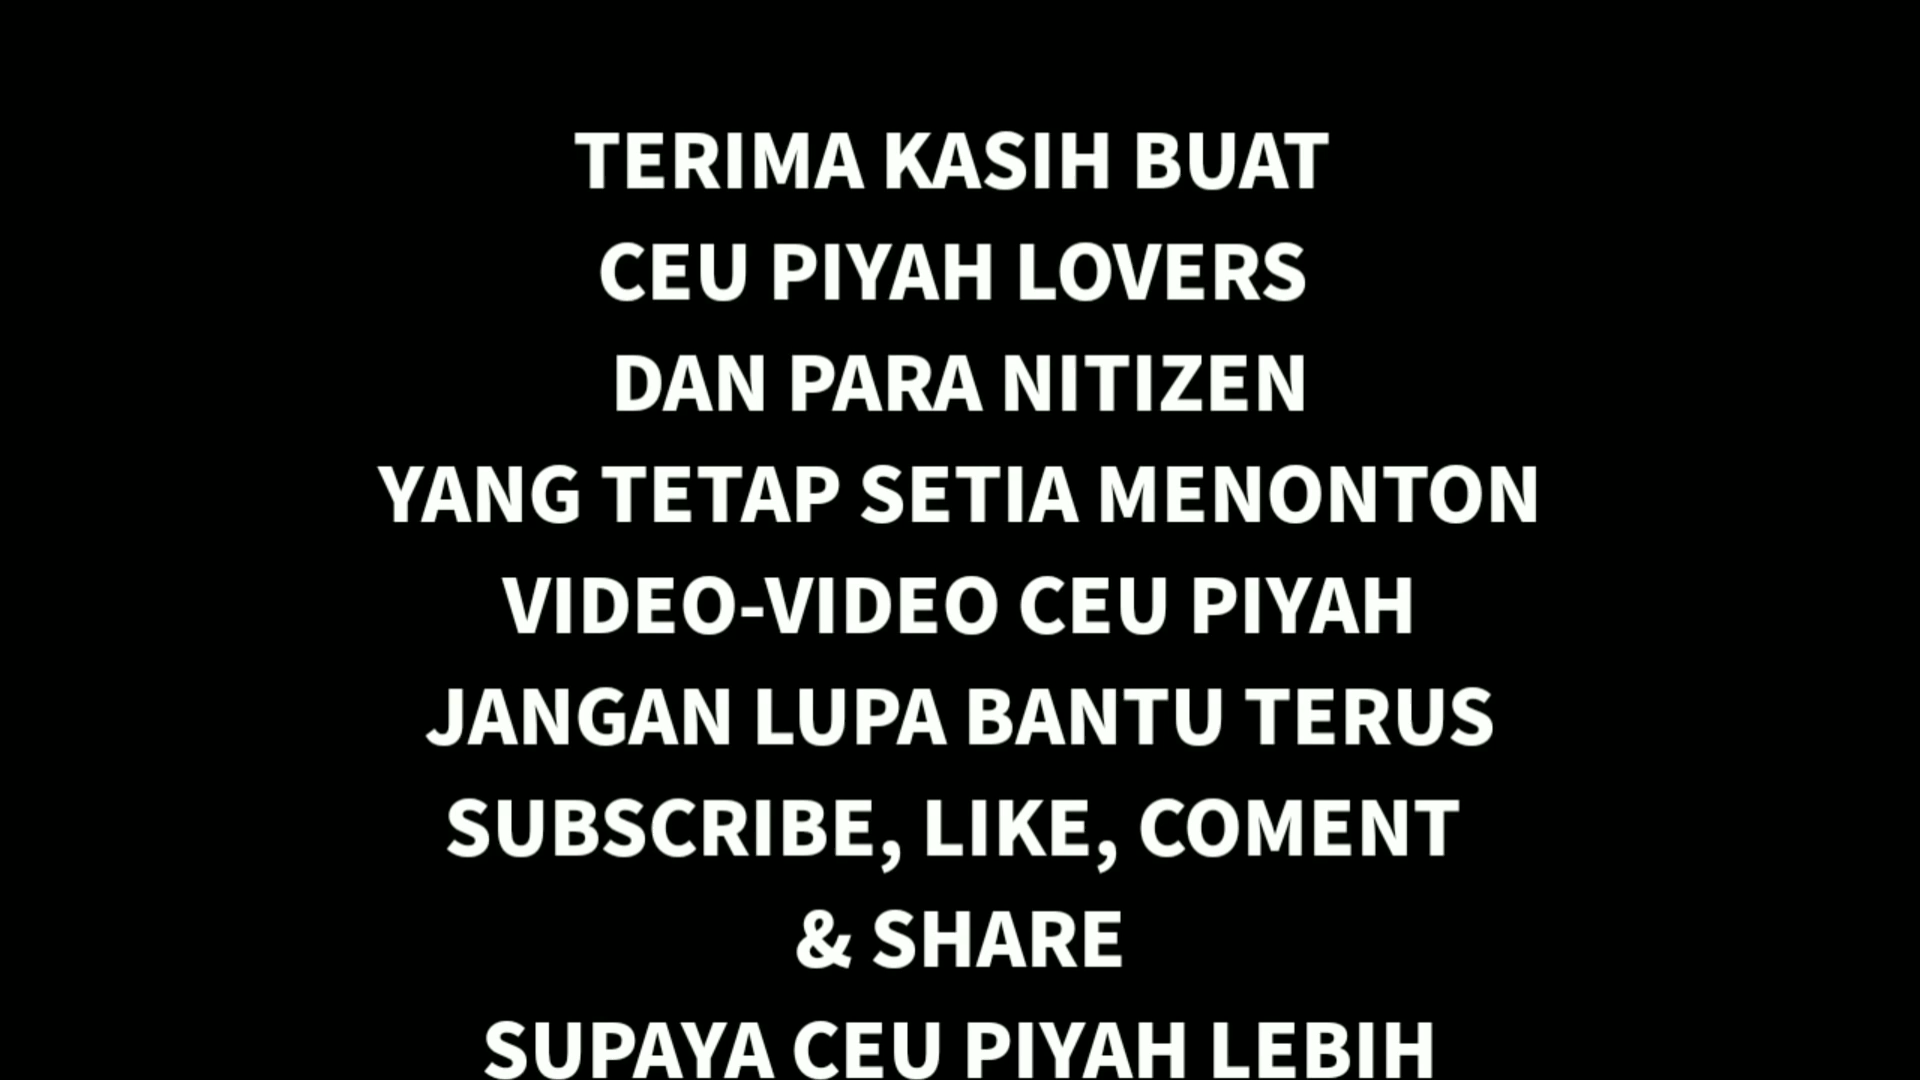 TERIMA KASIH BUAT
CEU PIYAH LOVERS
DAN PARA NITIZEN
YANG TETAP SETIA MENONTON
VIDEO-VIDEO CEU PIYAH
JANGAN LUPA BANTU TERUS
SUBSCRIBE, LIKE, COMENT
& SHARE
SUPAYA CEU PIYAH LEBIH